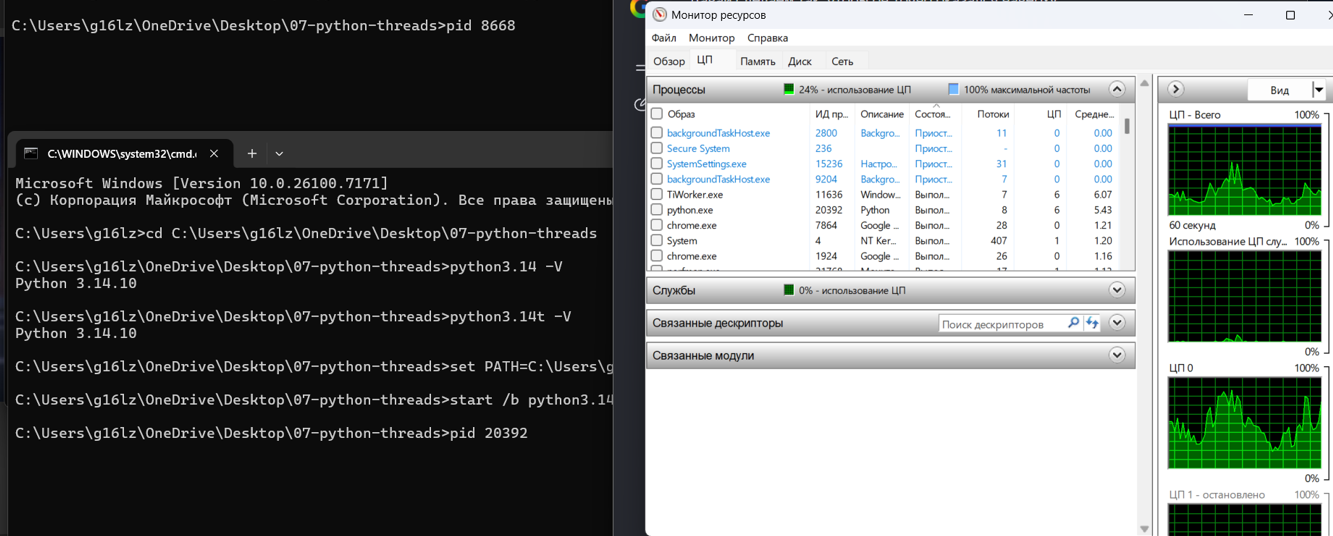 C:\Users\g16lz\OneDrive\Desktop\07-python-threads>pid 8668
C:\WINDOWS\system32\cmd.e
Microsoft Windows [Version 10.0.26100.7171]
(c) Корпорация Майкрософт (Microsoft Corporation). Все права защищены
C:\Users\g16lz>cd C:\Users\g16lz\OneDrive\Desktop\07-python-threads
C:\Users\g16lz\OneDrive\Desktop\07-python-threads>python3.14 -V
Python 3.14.10
C:\Users\g16lz\OneDrive\Desktop\07-python-threads>python3.14t -V
Python 3.14.10
C:\Users\g16lz\OneDrive\Desktop\07-python-threads>set PATH=C:\Users\g
C:\Users\g16lz\OneDrive\Desktop\07-python-threads>start /b python3.14
C:\Users\g16lz\OneDrive\Desktop\07-python-threads>pid 20392
Монитор ресурсов
Файл Монитор Справка
Обзор ЦП Память Диск Сеть
Процессы 24% - использование ЦП 100% максимальной частоты
Образ ИД пр... Описание Состоя... Потоки ЦП Средне...
backgroundTaskHost.exe 2800 Backgro... Приост... 11 0 0.00
Secure System 236 Приост... - 0 0.00
SystemSettings.exe 15236 Настро... Приост... 31 0 0.00
backgroundTaskHost.exe 9204 Backgro... Приост... 7 0 0.00
TiWorker.exe 11636 Window... Выпол... 7 6 6.07
python.exe 20392 Python Выпол... 8 6 5.43
chrome.exe 7864 Google ... Выпол... 28 0 1.21
System 4 NT Ker... Выпол... 407 1 1.20
chrome.exe 1924 Google ... Выпол... 26 0 1.16
Службы 0% - использование ЦП
Связанные дескрипторы Поиск дескрипторов
Связанные модули
Вид
ЦП - Всего 100%
60 секунд 0%
Использование ЦП слу... 100%
0%
ЦП 0 100%
0%
ЦП 1 - остановлено 100%